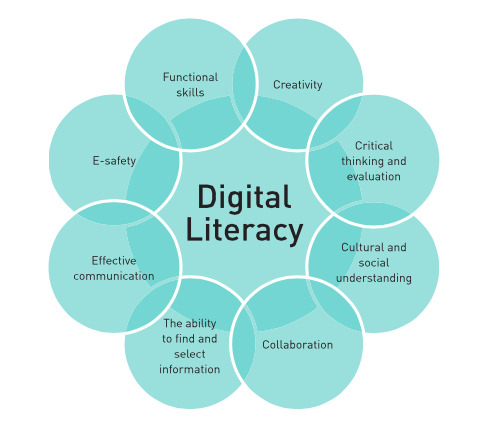 Functional
skills
Creativity
Critical
thinking and
evaluation
Cultural and
social
understanding
Collaboration
The ability
to find and
select
information
Effective
communication
E-safety
Digital
Literacy